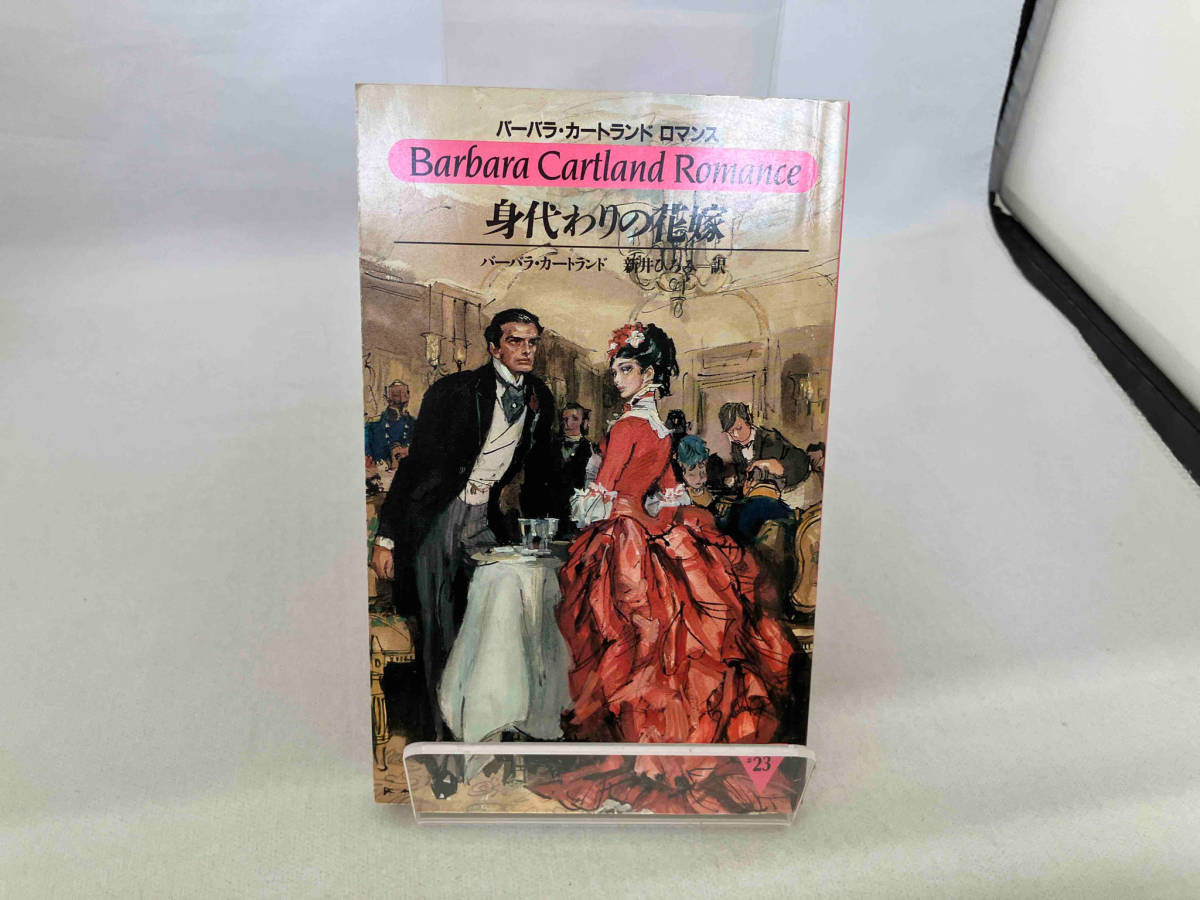 バーバラ・カートランド ロマンス
Barbara Cartland Romance
身代わりの花嫁
バーバラ・カートランド 新井ひろみ 訳
23